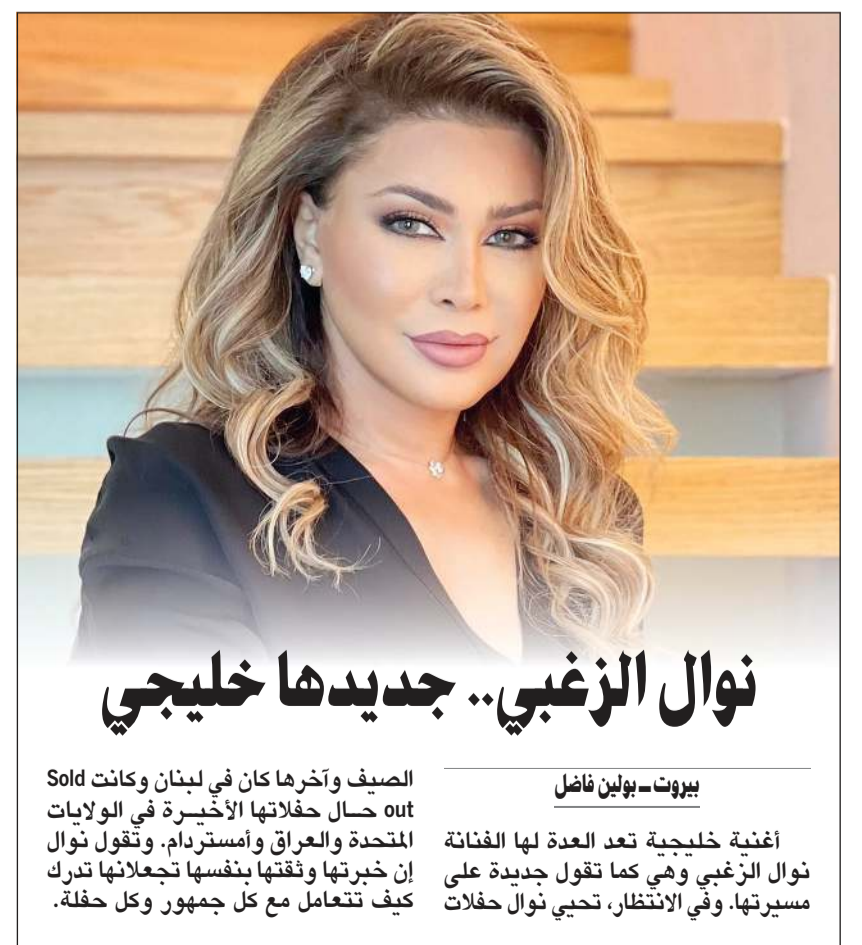 نوال الزغبي.. جديدها خليجي
بيروت ـ بولين فاضل
أغنية خليجية تعد العدة لها الفنانة
نوال الزغبي وهي كما تقول جديدة على
مسيرتها. وفي الانتظار، تحيي نوال حفلات
الصيف وآخرها كان في لبنان وكانت Sold
out حال حفلاتها الأخيرة في الولايات
المتحدة والعراق وأمستردام. وتقول نوال
إن خبرتها وثقتها بنفسها تجعلانها تدرك
كيف تتعامل مع كل جمهور وكل حفلة.